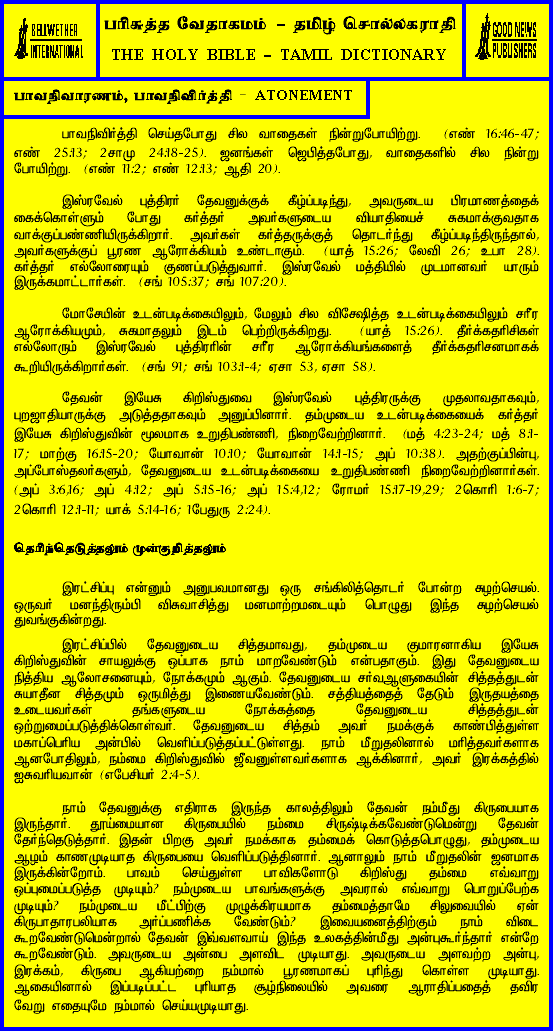 BELLWETHER
INTERNATIONAL
பரிசுத்த வேதாகமம் – தமிழ் சொல்லகராதி
THE HOLY BIBLE – TAMIL DICTIONARY
GOOD NEWS
PUBLISHERS
பாவநிவாரணம், பாவநிவிர்த்தி – ATONEMENT
பாவநிவிர்த்தி செய்தபோது சில வாதைகள் நின்றுபோயிற்று. (எண் 16:46-47;
எண் 25:13; 2சாமு 24:18-25). ஜனங்கள் ஜெபித்தபோது, வாதைகளில் சில நின்று
போயிற்று. (எண் 11:2; எண் 12:13; ஆதி 20).
இஸ்ரவேல் புத்திரர் தேவனுக்குக் கீழ்ப்படிந்து, அவருடைய பிரமாணத்தைக்
கைக்கொள்ளும் போது கர்த்தர் அவர்களுடைய வியாதியைச் சுகமாக்குவதாக
வாக்குப்பண்ணியிருக்கிறார். அவர்கள் கர்த்தருக்குத் தொடர்ந்து கீழ்ப்படிந்திருந்தால்,
அவர்களுக்குப் பூரண ஆரோக்கியம் உண்டாகும். (யாத் 15:26; லேவி 26; உபா 28).
கர்த்தர் எல்லோரையும் குணப்படுத்துவார். இஸ்ரவேல் மத்தியில் முடமானவர் யாரும்
இருக்கமாட்டார்கள். (சங் 105:37; சங் 107:20).
மோசேயின் உடன்படிக்கையிலும், மேலும் சில விசேஷித்த உடன்படிக்கையிலும் சரீர
ஆரோக்கியமும், சுகமாதலும் இடம் பெற்றிருக்கிறது. (யாத் 15:26). தீர்க்கதரிசிகள்
எல்லோரும் இஸ்ரவேல் புத்திரரின் சரீர ஆரோக்கியங்களைத் தீர்க்கதரிசனமாகக்
கூறியிருக்கிறார்கள். (சங் 91; சங் 103:1-4; ஏசா 53, ஏசா 58).
தேவன் இயேசு கிறிஸ்துவை இஸ்ரவேல் புத்திரருக்கு முதலாவதாகவும்,
புறஜாதியாருக்கு அடுத்ததாகவும் அனுப்பினார். தம்முடைய உடன்படிக்கையைக் கர்த்தர்
இயேசு கிறிஸ்துவின் மூலமாக உறுதிபண்ணி, நிறைவேற்றினார். (மத் 4:23-24; மத் 8:1-
17; மாற்கு 16:15-20; யோவான் 10:10; யோவான் 14:1-15; அப் 10:38). அதற்குப்பின்பு,
அப்போஸ்தலர்களும், தேவனுடைய உடன்படிக்கையை உறுதிபண்ணி நிறைவேற்றினார்கள்.
(அப் 3:6,16; அப் 4:12; அப் 5:15-16; அப் 15:4,12; ரோமர் 15:17-19,29; 2கொரி 1:6-7;
2கொரி 12:1-11; யாக் 5:14-16; 1பேதுரு 2:24).
தெரிந்தெடுத்தலும் முன்குறித்தலும்
இரட்சிப்பு என்னும் அனுபவமானது ஒரு சங்கிலித்தொடர் போன்ற சுழற்செயல்.
ஒருவர் மனந்திரும்பி விசுவாசித்து மனமாற்றமடையும் பொழுது இந்த சுழற்செயல்
துவங்குகின்றது.
இரட்சிப்பில் தேவனுடைய சித்தமாவது, தம்முடைய குமாரனாகிய இயேசு
கிறிஸ்துவின் சாயலுக்கு ஒப்பாக நாம் மாறவேண்டும் என்பதாகும். இது தேவனுடைய
நித்திய ஆலோசனையும், நோக்கமும் ஆகும். தேவனுடைய சர்வஆளுகையின் சித்தத்துடன்
சுயாதீன சித்தமும் ஒருமித்து இணையவேண்டும். சத்தியத்தைத் தேடும் இருதயத்தை
உடையவர்கள் தங்களுடைய நோக்கத்தை தேவனுடைய சித்தத்துடன்
ஒற்றுமைப்படுத்திக்கொள்வர். தேவனுடைய சித்தம் அவர் நமக்குக் காண்பித்துள்ள
மகாப்பெரிய அன்பில் வெளிப்படுத்தப்பட்டுள்ளது. நாம் மீறுதலினால் மரித்தவர்களாக
ஆனபோதிலும், நம்மை கிறிஸ்துவில் ஜீவனுள்ளவர்களாக ஆக்கினார், அவர் இரக்கத்தில்
ஐசுவரியவான் (எபேசியர் 2:4-5).
நாம் தேவனுக்கு எதிராக இருந்த காலத்திலும் தேவன் நம்மீது கிருபையாக
இருந்தார். தூய்மையான கிருபையில் நம்மை சிருஷ்டிக்கவேண்டுமென்று தேவன்
தேர்ந்தெடுத்தார். இதன் பிறகு அவர் நமக்காக தம்மைக் கொடுத்தபொழுது, தம்முடைய
ஆழம் காணமுடியாத கிருபையை வெளிப்படுத்தினார். ஆனாலும் நாம் மீறுதலின் ஜனமாக
இருக்கின்றோம். பாவம் செய்துள்ள பாவிகளோடு கிறிஸ்து தம்மை எவ்வாறு
ஒப்புமைப்படுத்த முடியும்? நம்முடைய பாவங்களுக்கு அவரால் எவ்வாறு பொறுப்பேற்க
முடியும்? நம்முடைய மீட்பிற்கு முழுக்கிரயமாக தம்மைத்தாமே சிலுவையில் ஏன்
கிருபாதாரபலியாக அர்ப்பணிக்க வேண்டும்? இவையனைத்திற்கும் நாம் விடை
கூறவேண்டுமென்றால் தேவன் இவ்வளவாய் இந்த உலகத்தின்மீது அன்புகூர்ந்தார் என்றே
கூறவேண்டும். அவருடைய அன்பை அளவிட முடியாது. அவருடைய அளவற்ற அன்பு,
இரக்கம், கிருபை ஆகியற்றை நம்மால் பூரணமாகப் புரிந்து கொள்ள முடியாது.
ஆகையினால் இப்படிப்பட்ட புரியாத சூழ்நிலையில் அவரை ஆராதிப்பதைத் தவிர
வேறு எதையுமே நம்மால் செய்யமுடியாது.